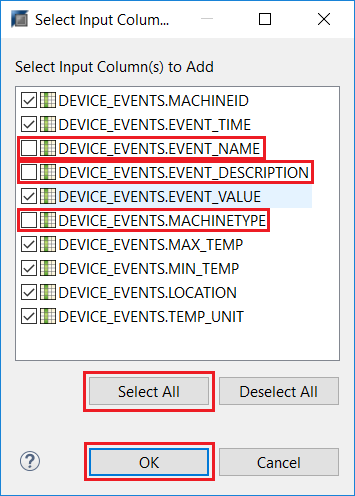 Select Input Colum...
Select Input Column(s) to Add
DEVICE_EVENTS.MACHINEID
DEVICE_EVENTS.EVENT_TIME
DEVICE_EVENTS.EVENT_NAME
DEVICE_EVENTS.EVENT_DESCRIPTION
DEVICE_EVENTS.EVENT_VALUE
DEVICE_EVENTS.MACHINETYPE
DEVICE_EVENTS.MAX_TEMP
DEVICE_EVENTS.MIN_TEMP
DEVICE_EVENTS.LOCATION
DEVICE_EVENTS.TEMP_UNIT
Select All Deselect All
? OK Cancel